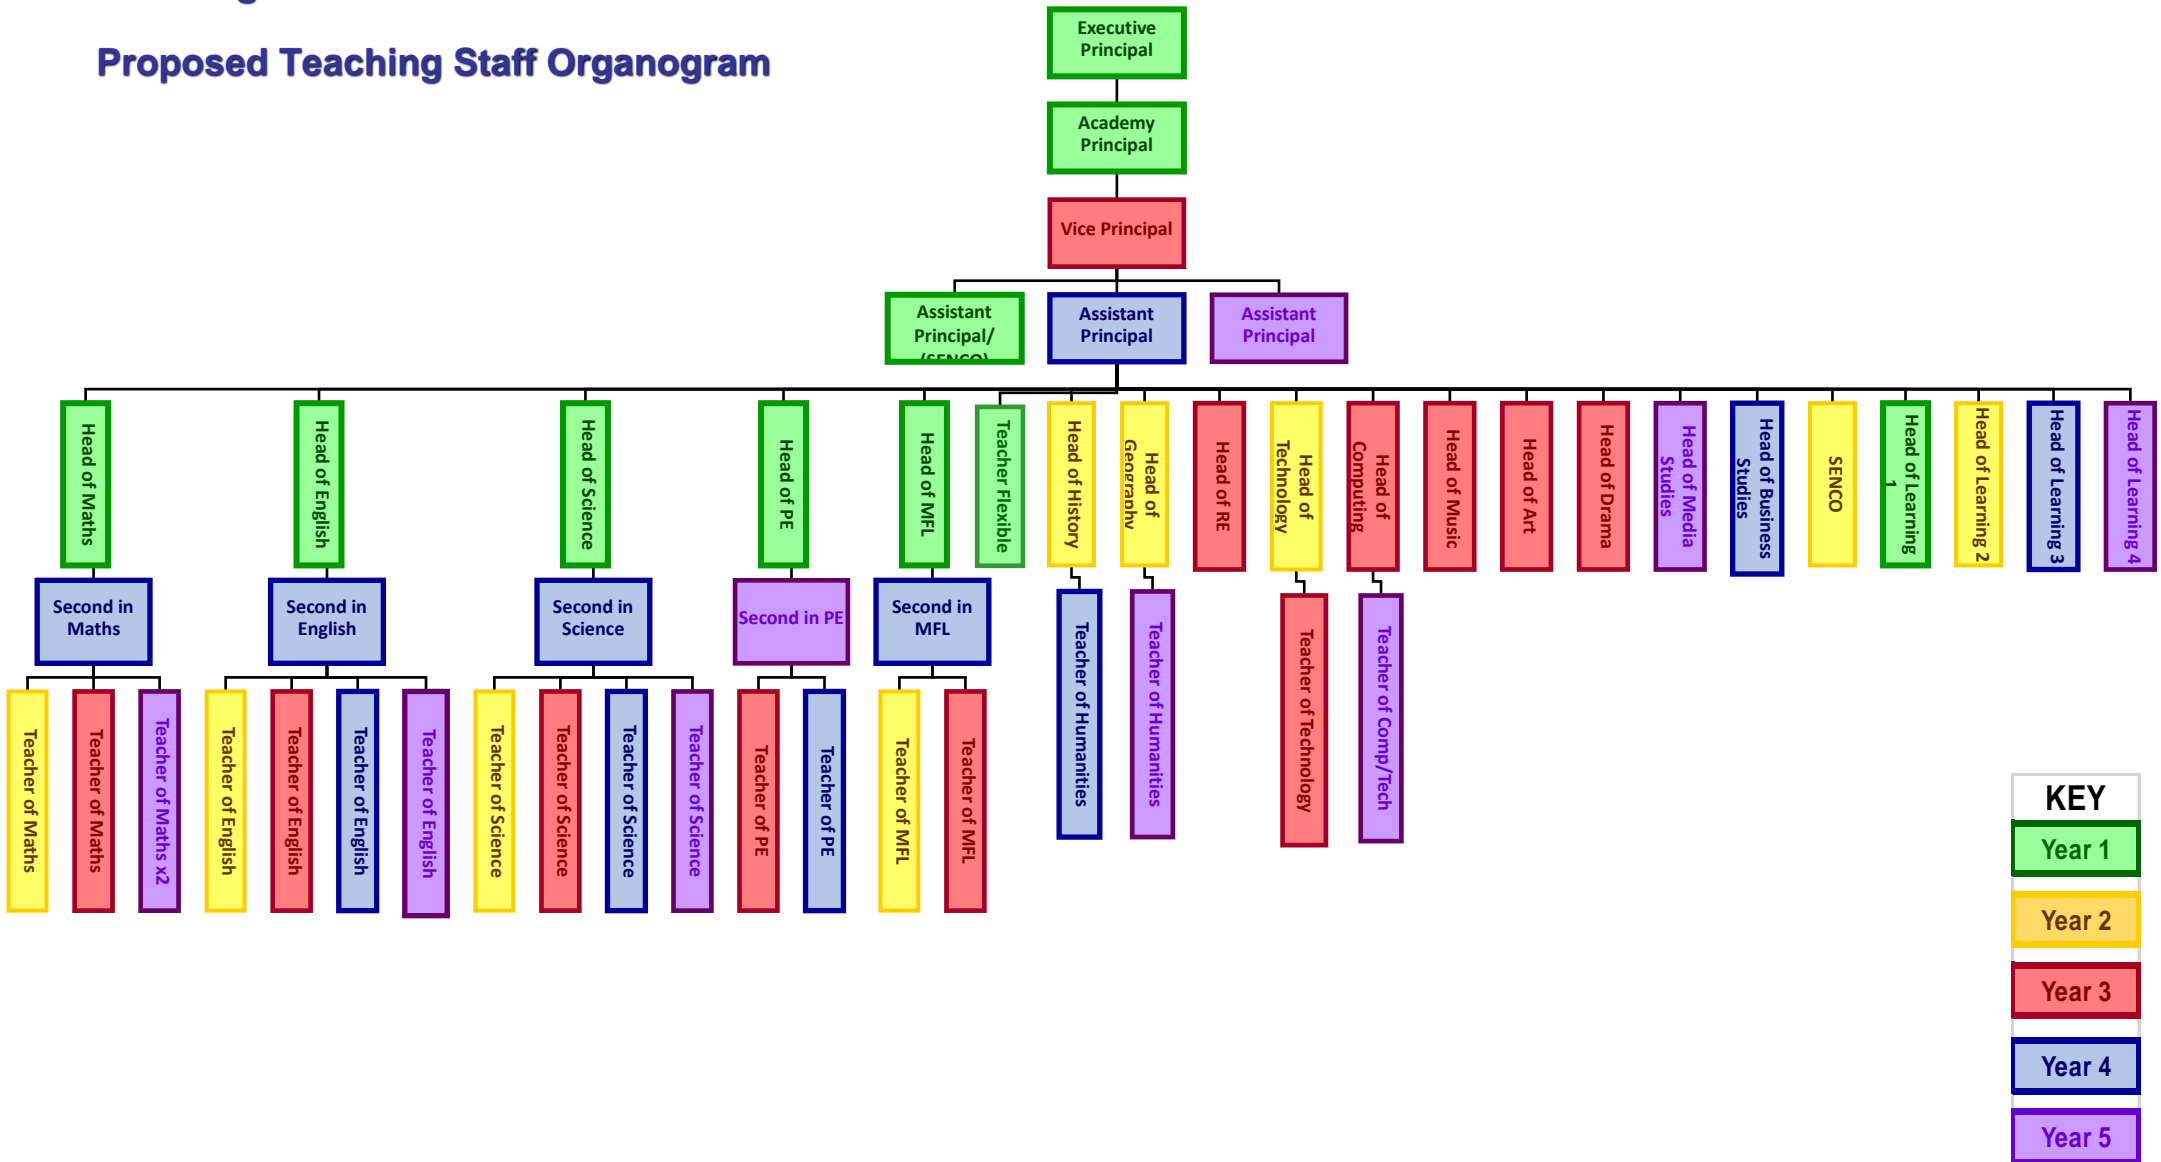 Proposed Teaching Staff Organogram
Executive
Principal
Academy
Principal
Vice Principal
Assistant
Principal/
(SENCO)
Assistant
Principal
Assistant
Principal
Head of Maths
Head of English
Head of Science
Head of PE
Head of MFL
Teacher Flexible
Head of History
Head of
Geography
Head of RE
Head of
Technology
Head of
Computing
Head of Music
Head of Art
Head of Drama
Head of Media
Studies
Head of Business
Studies
SENCO
Head of Learning
1
Head of Learning 2
Head of Learning 3
Head of Learning 4
Second in
Maths
Second in
English
Second in
Science
Second in PE
Second in
MFL
Teacher of Humanities
Teacher of Humanities
Teacher of Technology
Teacher of Comp/Tech
Teacher of Maths
Teacher of Maths
Teacher of Maths x2
Teacher of English
Teacher of English
Teacher of English
Teacher of English
Teacher of Science
Teacher of Science
Teacher of Science
Teacher of Science
Teacher of PE
Teacher of PE
Teacher of MFL
Teacher of MFL
KEY
Year 1
Year 2
Year 3
Year 4
Year 5